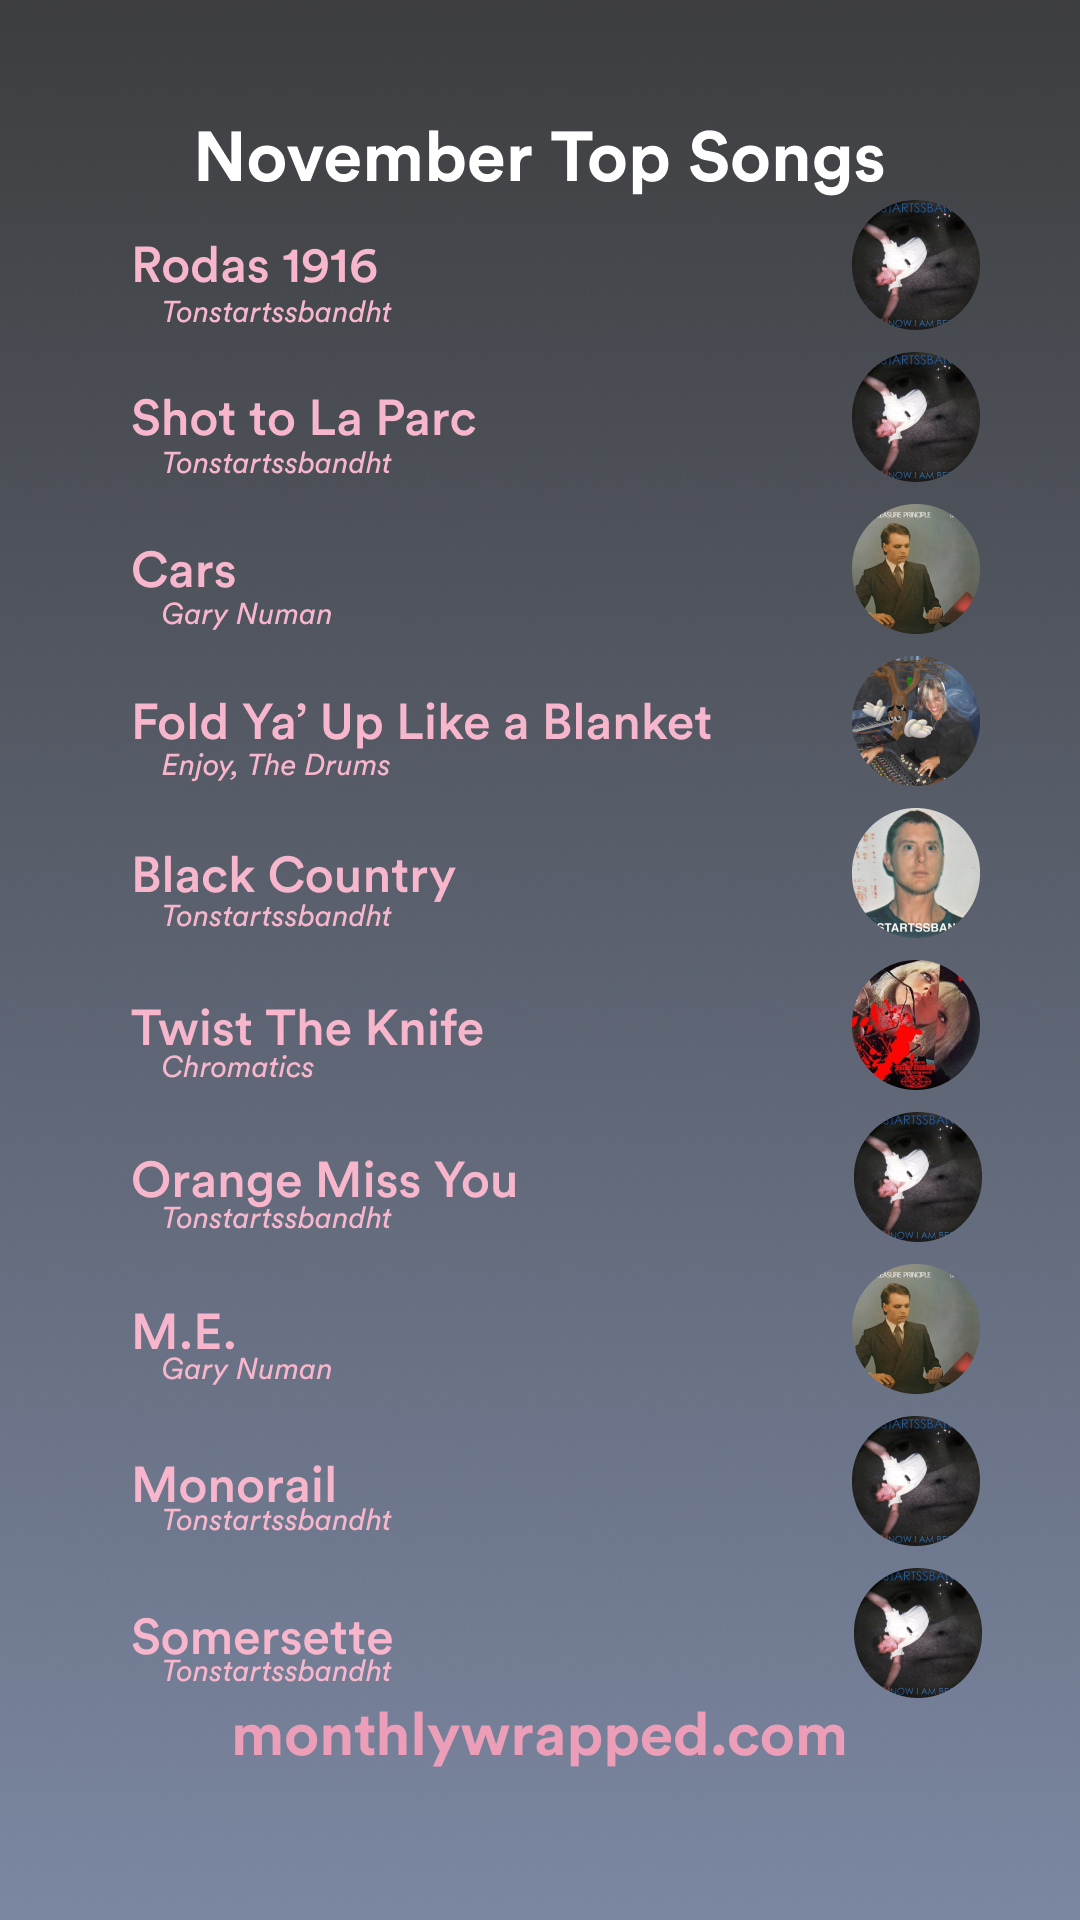 November Top Songs
Rodas 1916
Tonstartssbandht
Shot to La Parc
Tonstartssbandht
Cars
Gary Numan
Fold Ya’ Up Like a Blanket
Enjoy, The Drums
Black Country
Tonstartssbandht
STARTSSBAN
Twist The Knife
Chromatics
Orange Miss You
Tonstartssbandht
M.E.
Gary Numan
Monorail
Tonstartssbandht
Somersette
Tonstartssbandht
monthlywrapped.com